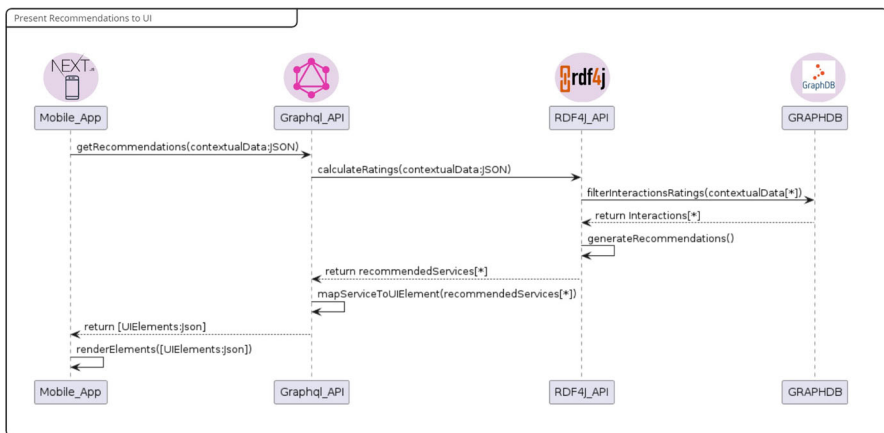 Present Recommendations to UI
NEXT.JS
rdf4j
GraphDB
Mobile_App
Graphql_API
RDF4J_API
GRAPHDB
getRecommendations(contextualData:JSON)
calculateRatings(contextualData:JSON)
filterInteractionsRatings(contextualData[*])
return Interactions[*]
generateRecommendations()
return recommendedServices[*]
mapServiceToUIElement(recommendedServices[*])
return [UIElements:Json]
renderElements([UIElements:Json])
Mobile_App
Graphql_API
RDF4J_API
GRAPHDB